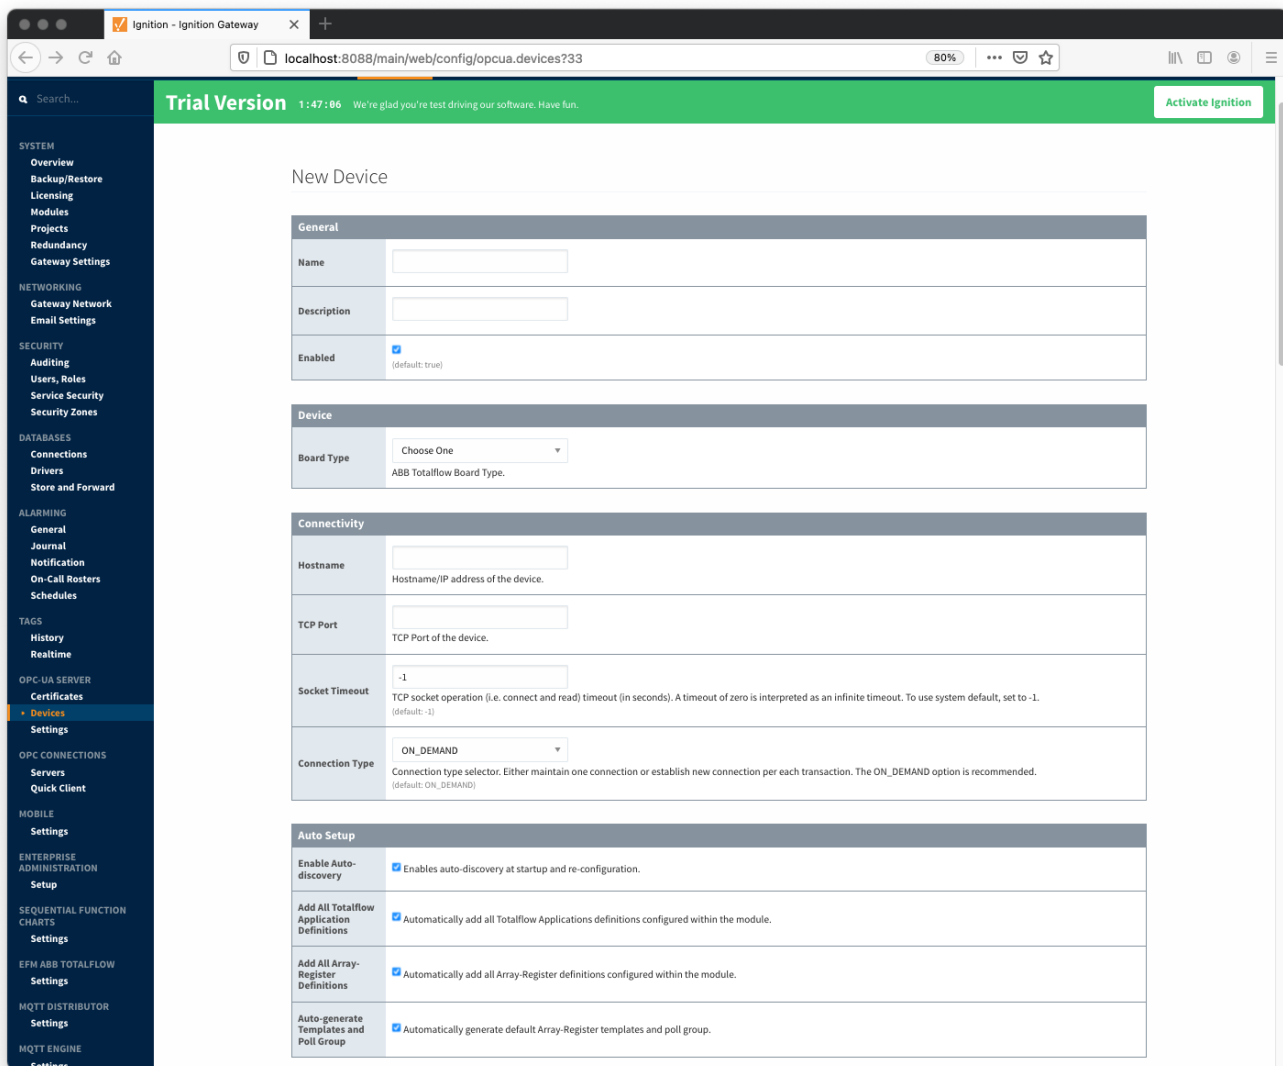 Ignition - Ignition Gateway
localhost:8088/main/web/config/opcua.devices?33
80%
Search...
Trial Version 1:47:06 We're glad you're test driving our software. Have fun.
Activate Ignition
SYSTEM
Overview
Backup/Restore
Licensing
Modules
Projects
Redundancy
Gateway Settings
NETWORKING
Gateway Network
Email Settings
SECURITY
Auditing
Users, Roles
Service Security
Security Zones
DATABASES
Connections
Drivers
Store and Forward
ALARMING
General
Journal
Notification
On-Call Rosters
Schedules
TAGS
History
Realtime
OPC-UA SERVER
Certificates
Devices
Settings
OPC CONNECTIONS
Servers
Quick Client
MOBILE
Settings
ENTERPRISE
ADMINISTRATION
Setup
SEQUENTIAL FUNCTION
CHARTS
Settings
EFM ABB TOTALFLOW
Settings
MQTT DISTRIBUTOR
Settings
MQTT ENGINE
Settings
New Device
General
Name
Description
Enabled
(default: true)
Device
Board Type
Choose One
ABB Totalflow Board Type.
Connectivity
Hostname
Hostname/IP address of the device.
TCP Port
TCP Port of the device.
Socket Timeout
-1
TCP socket operation (i.e. connect and read) timeout (in seconds). A timeout of zero is interpreted as an infinite timeout. To use system default, set to -1.
(default: -1)
Connection Type
ON_DEMAND
Connection type selector. Either maintain one connection or establish new connection per each transaction. The ON_DEMAND option is recommended.
(default: ON_DEMAND)
Auto Setup
Enable Auto-
discovery
Enables auto-discovery at startup and re-configuration.
Add All Totalflow
Application
Definitions
Automatically add all Totalflow Applications definitions configured within the module.
Add All Array-
Register
Definitions
Automatically add all Array-Register definitions configured within the module.
Auto-generate
Templates and
Poll Group
Automatically generate default Array-Register templates and poll group.